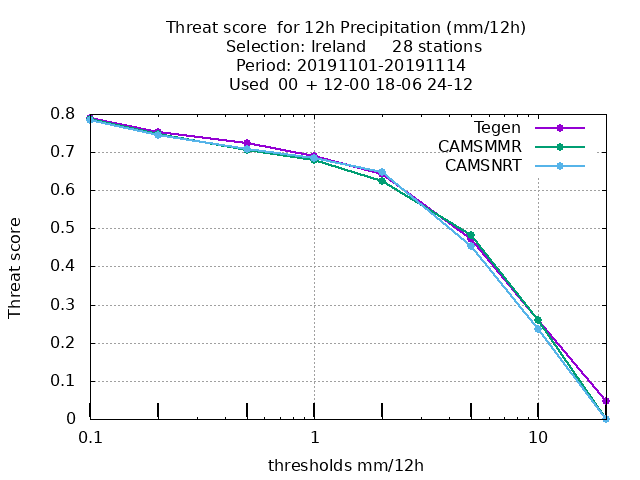 Threat score  for 12h Precipitation (mm/12h)
Selection: Ireland     28 stations
Period: 20191101-20191114
Used  00 + 12-00 18-06 24-12
0.8
0.7
0.6
0.5
0.4
0.3
0.2
0.1
0
Threat score
Tegen
CAMSMMR
CAMSNRT
0.1 1 10
thresholds mm/12h